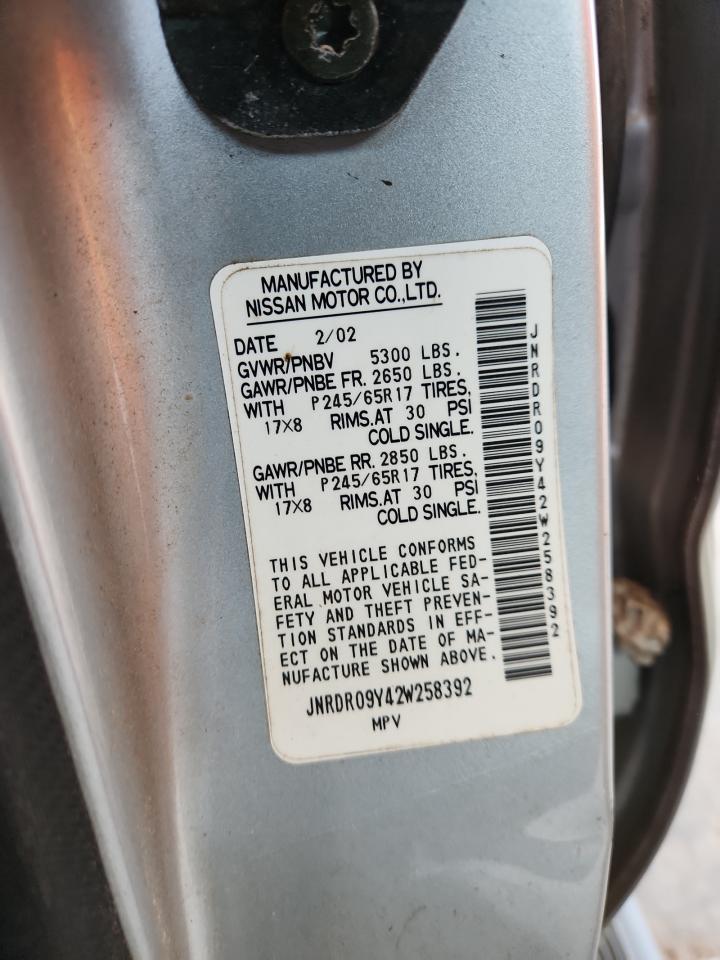 MANUFACTURED BY
NISSAN MOTOR CO.,LTD.
DATE 2/02
GVWR/PNBV 5300 LBS.
GAWR/PNBE FR. 2650 LBS.
WITH P245/65R17 TIRES,
17X8 RIMS.AT 30 PSI
COLD SINGLE.
GAWR/PNBE RR. 2850 LBS.
WITH P245/65R17 TIRES,
17X8 RIMS.AT 30 PSI
COLD SINGLE.
THIS VEHICLE CONFORMS
TO ALL APPLICABLE FED-
ERAL MOTOR VEHICLE SA-
FETY AND THEFT PREVEN-
TION STANDARDS IN EFF-
ECT ON THE DATE OF MA-
NUFACTURE SHOWN ABOVE.
JNRDR09Y42W258392
MPV
JNRDR09Y42W258392